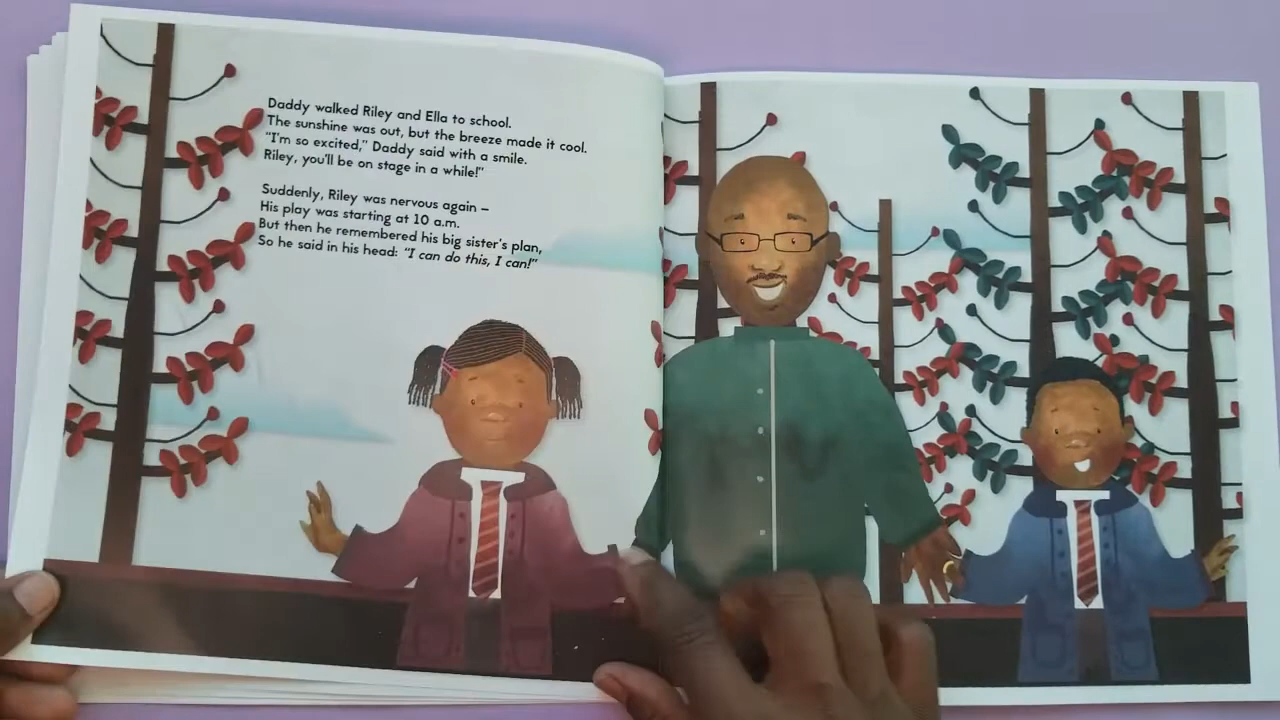 Daddy walked Riley and Ella to school.
The sunshine was out, but the breeze made it cool.
"I'm so excited," Daddy said with a smile.
Riley, you'll be on stage in a while!"
Suddenly, Riley was nervous again –
His play was starting at 10 a.m.
But then he remembered his big sister's plan,
So he said in his head: "I can do this, I can!"